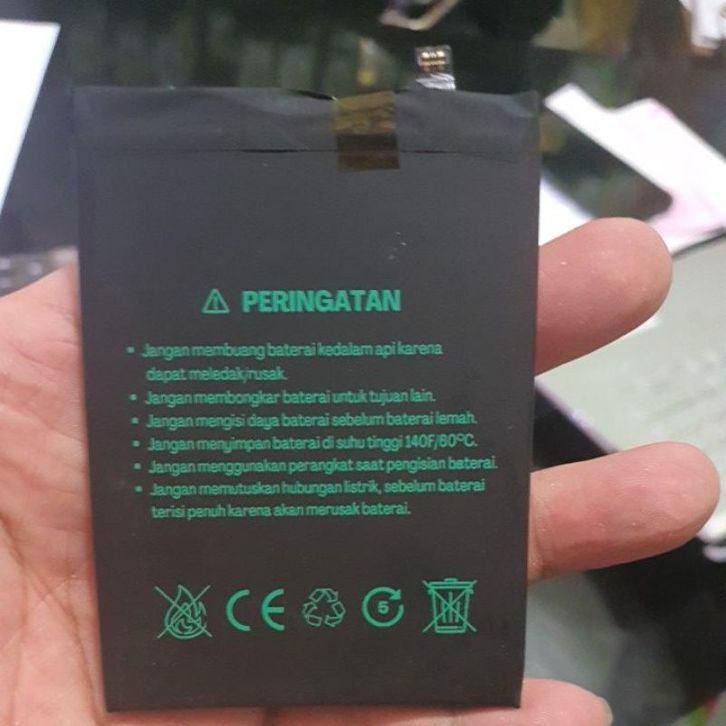 ⚠ PERINGATAN
• Jangan membuang baterai kedalam api karena
dapat meledak/rusak.
• Jangan membongkar baterai untuk tujuan lain.
• Jangan mengisi daya baterai sebelum baterai lemah.
• Jangan menyimpan baterai di suhu tinggi 140F/60°C.
• Jangan menggunakan perangkat saat pengisian baterai.
• Jangan memutuskan hubungan listrik, sebelum baterai
terisi penuh karena akan merusak baterai.
CE 5